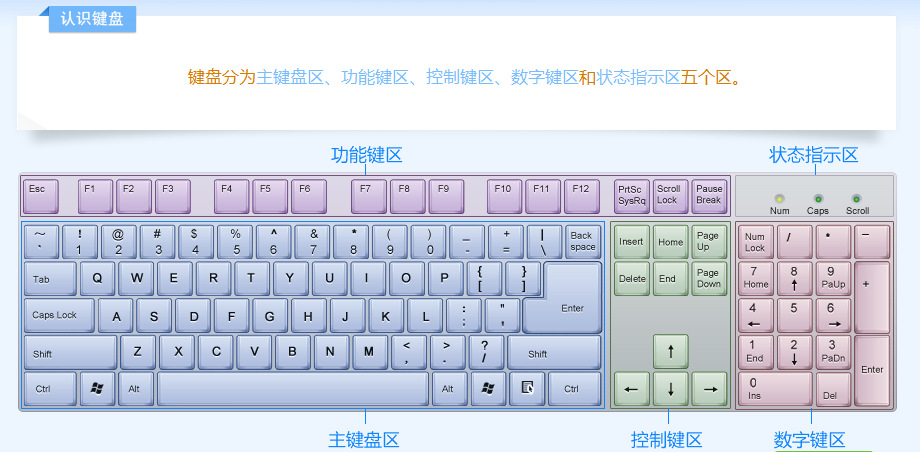 认识键盘
键盘分为主键盘区、功能键区、控制键区、数字键区和状态指示区五个区。
功能键区 状态指示区
Esc F1 F2 F3 F4 F5 F6 F7 F8 F9 F10 F11 F12 PrtSc SysRq Scroll Lock Pause Break
Num Caps Scroll
~ ` ! 1 @ 2 # 3 $ 4 % 5 ^ 6 & 7 * 8 ( 9 ) 0 _ - + = | \ Back space Insert Home Page Up Num Lock / * −
Tab Q W E R T Y U I O P { [ } ] Delete End Page Down 7 Home 8 ↑ 9 PaUp +
Caps Lock A S D F G H J K L : ; " , Enter 4 ← 5 6 →
Shift Z X C V B N M < , > . ? / Shift ↑ 1 End 2 ↓ 3 PaDn Enter
Ctrl Alt Alt Ctrl ← ↓ → 0 Ins Del
主键盘区 控制键区 数字键区